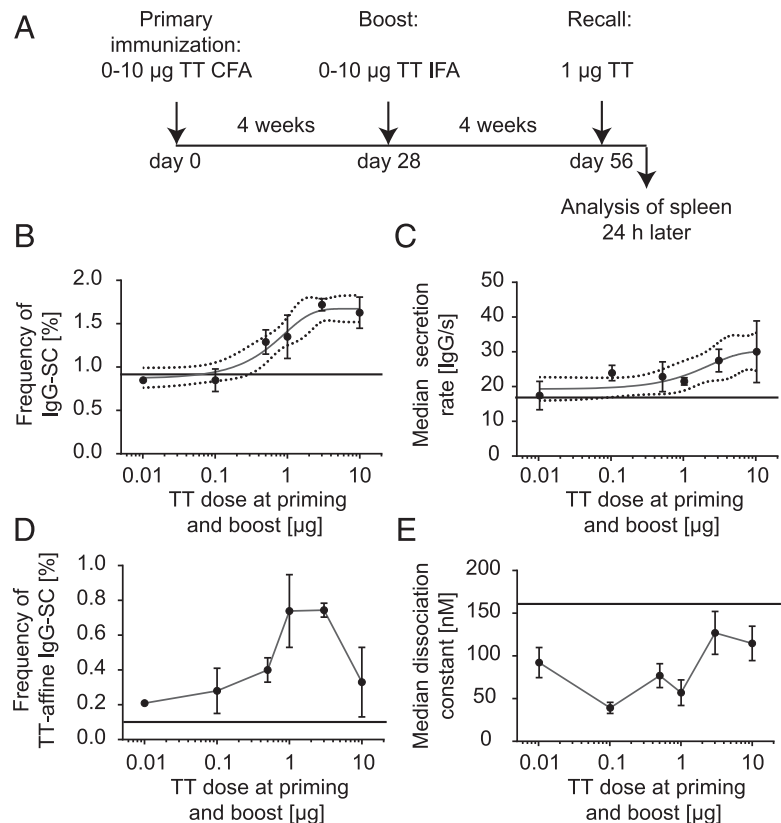 A
Primary
immunization:
0-10 µg TT CFA
Boost:
0-10 µg TT IFA
Recall:
1 µg TT
4 weeks
4 weeks
day 0
day 28
day 56
Analysis of spleen
24 h later
B
Frequency of
IgG-SC [%]
2.0
1.5
1.0
0.5
0.0
0.01
0.1
1
10
TT dose at priming
and boost [µg]
C
Median secretion
rate [IgG/s]
50
40
30
20
10
0
0.01
0.1
1
10
TT dose at priming
and boost [µg]
D
Frequency of
TT-affine IgG-SC [%]
0.8
0.6
0.4
0.2
0.0
0.01
0.1
1
10
TT dose at priming
and boost [µg]
E
Median dissociation
constant [nM]
200
150
100
50
0
0.01
0.1
1
10
TT dose at priming
and boost [µg]